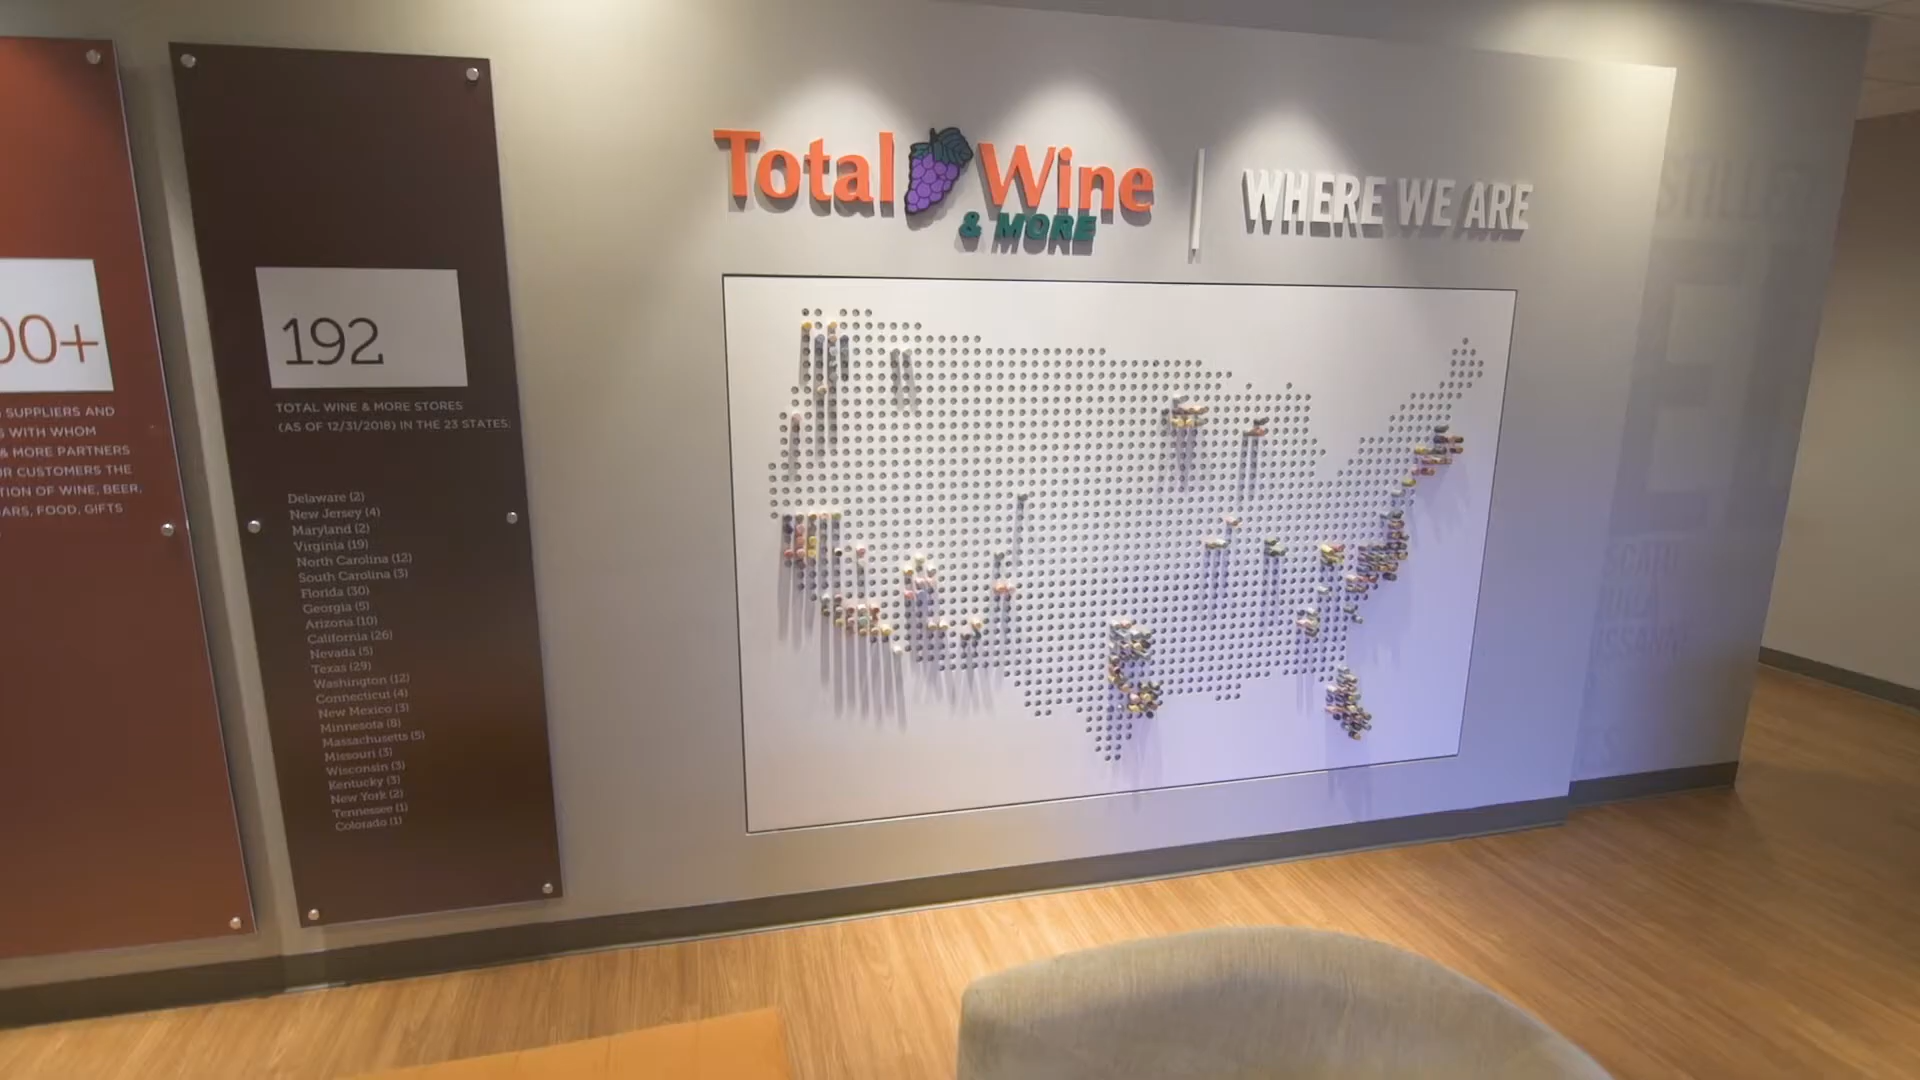 00+
SUPPLIERS AND
WITH WHOM
& MORE PARTNERS
CUSTOMERS THE
OF WINE, BEER,
FOOD, GIFTS
192
TOTAL WINE & MORE STORES
(AS OF 12/31/2018) IN THE 23 STATES:
Delaware (2)
New Jersey (4)
Maryland (2)
Virginia (19)
North Carolina (12)
South Carolina (3)
Florida (30)
Georgia (5)
Arizona (10)
California (26)
Nevada (5)
Texas (29)
Washington (12)
Connecticut (4)
New Mexico (3)
Minnesota (8)
Massachusetts (5)
Missouri (3)
Wisconsin (3)
Kentucky (3)
New York (2)
Tennessee (1)
Colorado (1)
Total Wine
& MORE
WHERE WE ARE